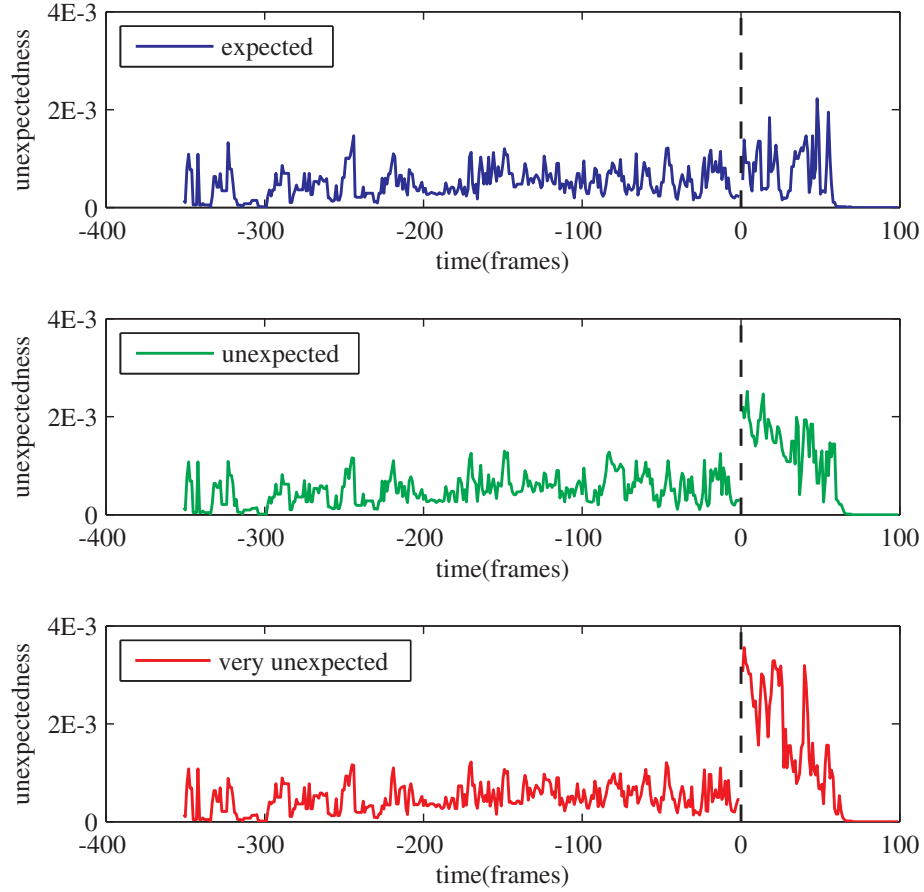 4E-3
expected
unexpectedness
2E-3
0
-400 -300 -200 -100 0 100
time(frames)
4E-3
unexpected
unexpectedness
2E-3
0
-400 -300 -200 -100 0 100
time(frames)
4E-3
very unexpected
unexpectedness
2E-3
0
-400 -300 -200 -100 0 100
time(frames)